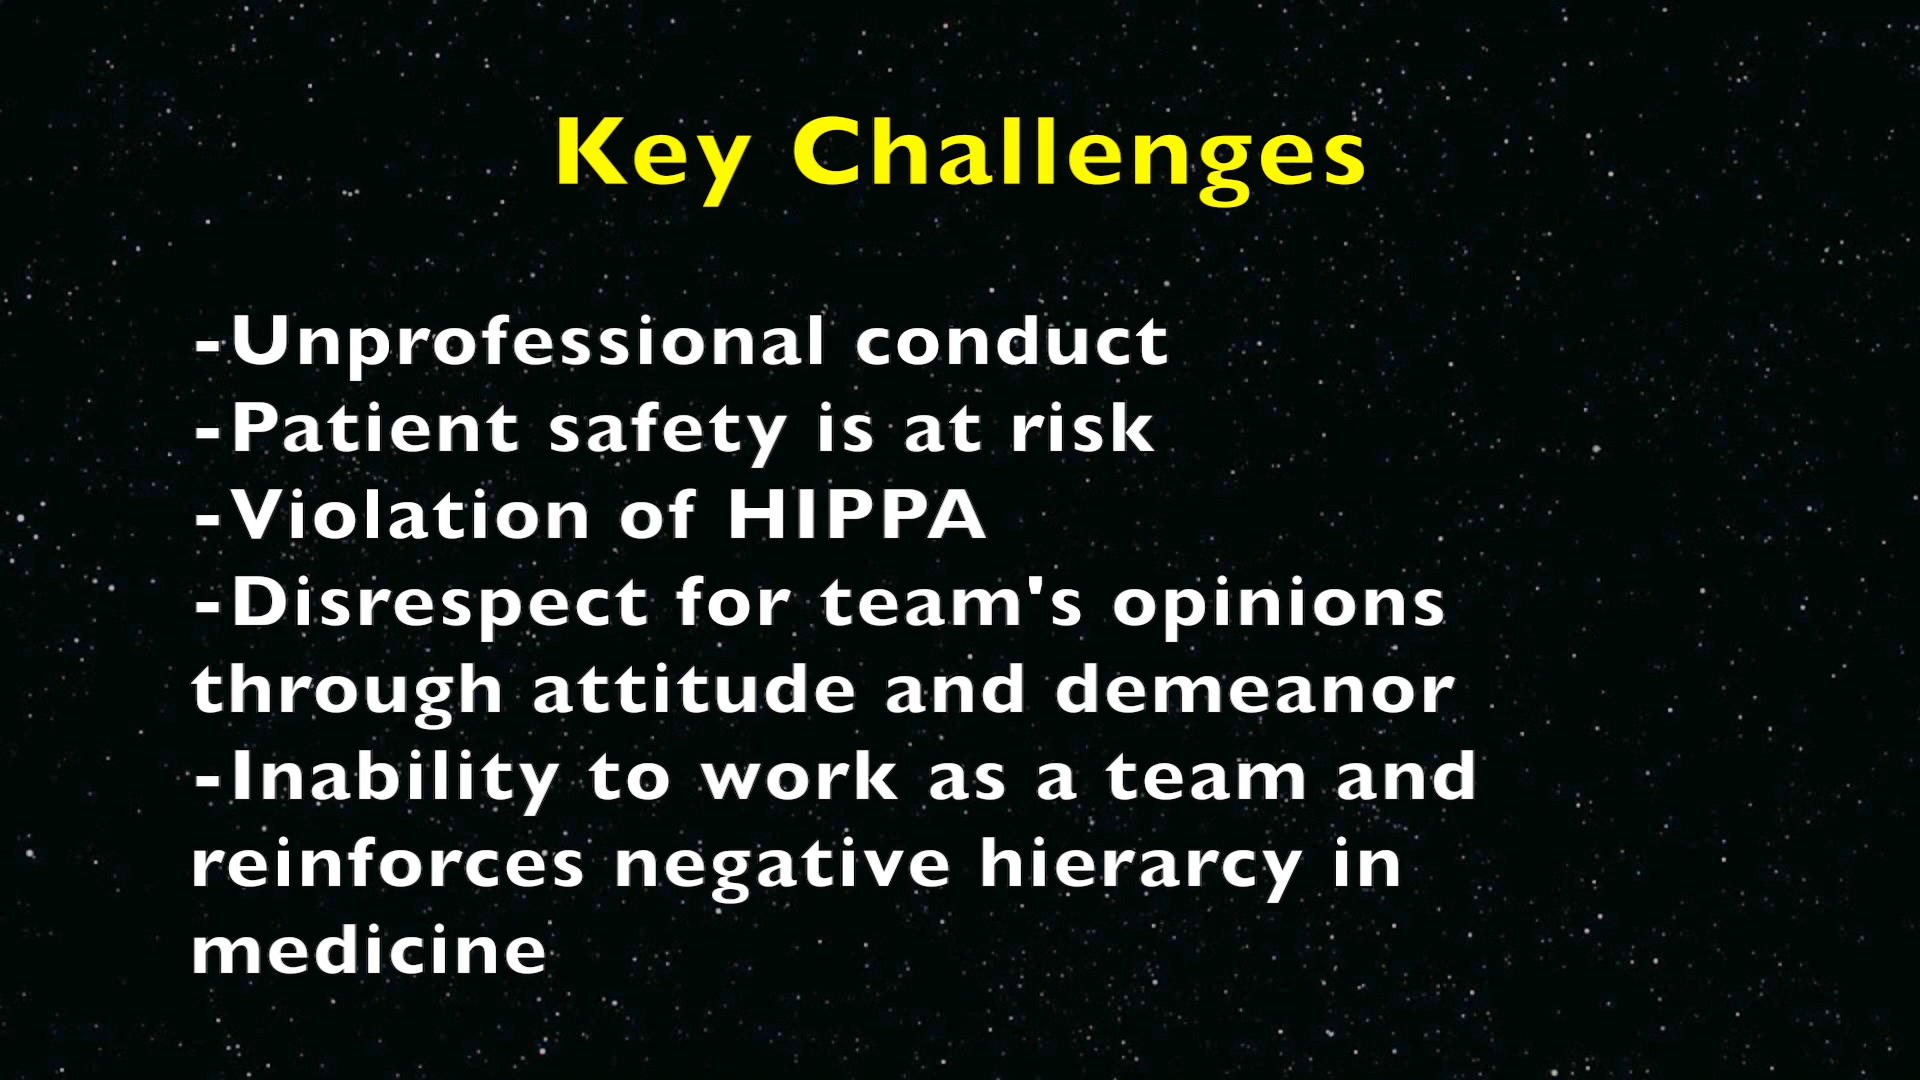 Key Challenges
-Unprofessional conduct
-Patient safety is at risk
-Violation of HIPPA
-Disrespect for team's opinions
through attitude and demeanor
-Inability to work as a team and
reinforces negative hierarcy in
medicine